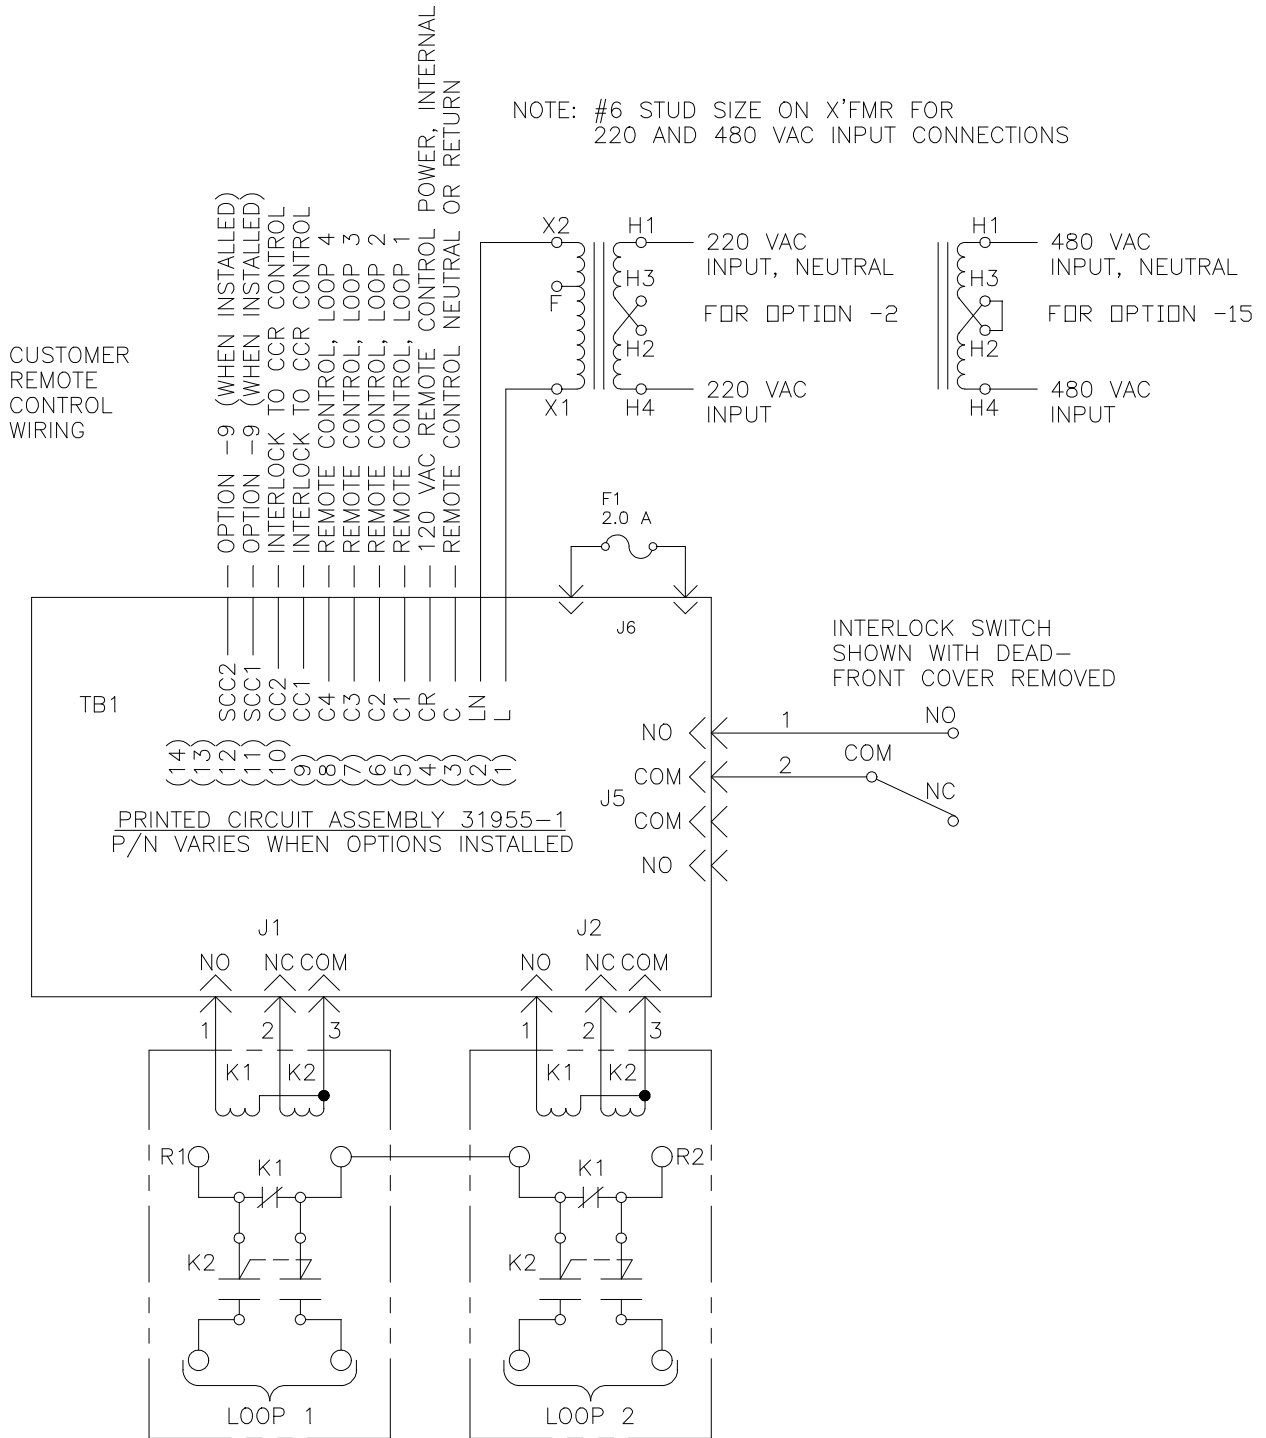 NOTE: #6 STUD SIZE ON X'FMR FOR
220 AND 480 VAC INPUT CONNECTIONS
CUSTOMER
REMOTE
CONTROL
WIRING
OPTION -9 (WHEN INSTALLED)
OPTION -9 (WHEN INSTALLED)
INTERLOCK TO CCR CONTROL
INTERLOCK TO CCR CONTROL
REMOTE CONTROL, LOOP 4
REMOTE CONTROL, LOOP 3
REMOTE CONTROL, LOOP 2
REMOTE CONTROL, LOOP 1
120 VAC REMOTE CONTROL POWER, INTERNAL
REMOTE CONTROL NEUTRAL OR RETURN
X2
F
X1
H1
H3
H2
H4
220 VAC
INPUT, NEUTRAL
FOR OPTION -2
220 VAC
INPUT
H1
H3
H2
H4
480 VAC
INPUT, NEUTRAL
FOR OPTION -15
480 VAC
INPUT
F1
2.0 A
J6
TB1
SCC2
SCC1
CC2
CC1
C4
C3
C2
C1
CR
C
LN
L
(14)
(13)
(12)
(11)
(10)
(9)
(8)
(7)
(6)
(5)
(4)
(3)
(2)
(1)
PRINTED CIRCUIT ASSEMBLY 31955-1
P/N VARIES WHEN OPTIONS INSTALLED
INTERLOCK SWITCH
SHOWN WITH DEAD-
FRONT COVER REMOVED
NO
COM
J5
COM
NO
1
2
NO
COM
NC
J1
NO NC COM
1 2 3
K1 K2
R1
K1
K2
LOOP 1
J2
NO NC COM
1 2 3
K1 K2
R2
K1
K2
LOOP 2